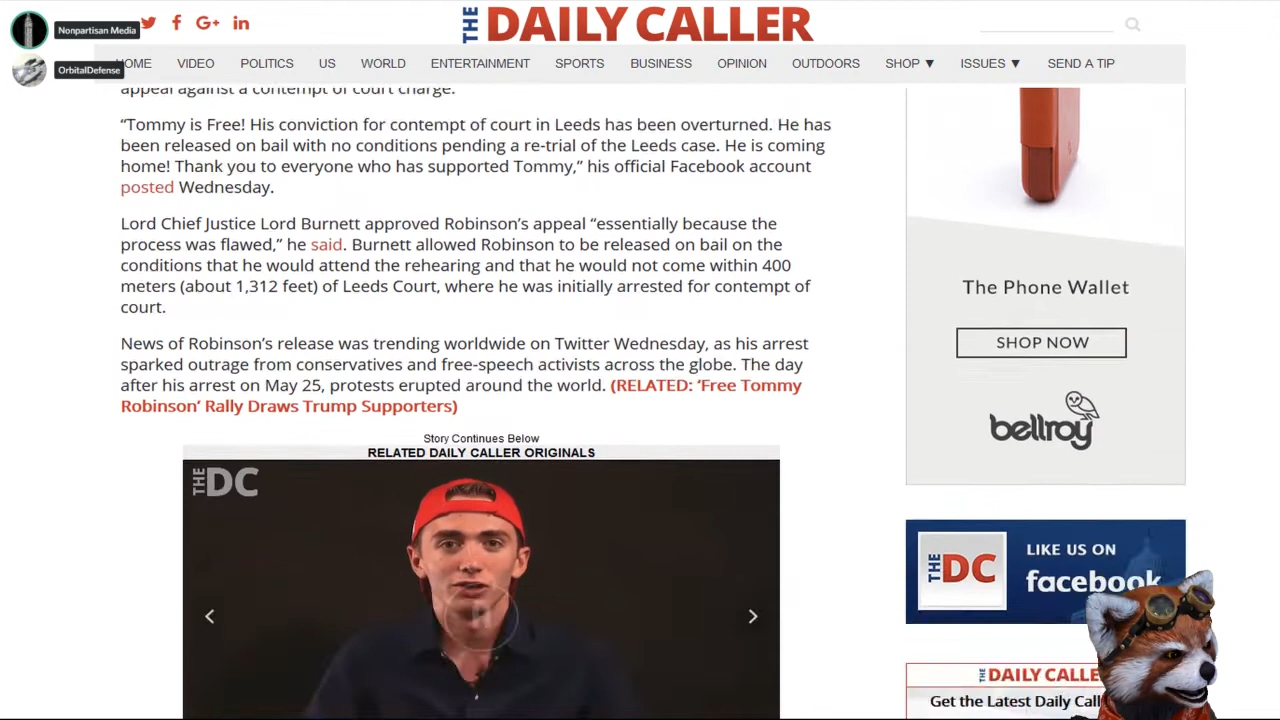 Nonpartisan Media
OrbitalDefense
THE DAILY CALLER
OME
VIDEO
POLITICS
US
WORLD
ENTERTAINMENT
SPORTS
BUSINESS
OPINION
OUTDOORS
SHOP ▼
ISSUES ▼
SEND A TIP
appeal against a contempt of court charge.
“Tommy is Free! His conviction for contempt of court in Leeds has been overturned. He has
been released on bail with no conditions pending a re-trial of the Leeds case. He is coming
home! Thank you to everyone who has supported Tommy,” his official Facebook account
posted Wednesday.
Lord Chief Justice Lord Burnett approved Robinson’s appeal “essentially because the
process was flawed,” he said. Burnett allowed Robinson to be released on bail on the
conditions that he would attend the rehearing and that he would not come within 400
meters (about 1,312 feet) of Leeds Court, where he was initially arrested for contempt of
court.
News of Robinson’s release was trending worldwide on Twitter Wednesday, as his arrest
sparked outrage from conservatives and free-speech activists across the globe. The day
after his arrest on May 25, protests erupted around the world. (RELATED: ‘Free Tommy
Robinson’ Rally Draws Trump Supporters)
Story Continues Below
RELATED DAILY CALLER ORIGINALS
THE DC
The Phone Wallet
SHOP NOW
bellroy
THE DC
LIKE US ON
facebook
THE DAILY CALLE
Get the Latest Daily Cal